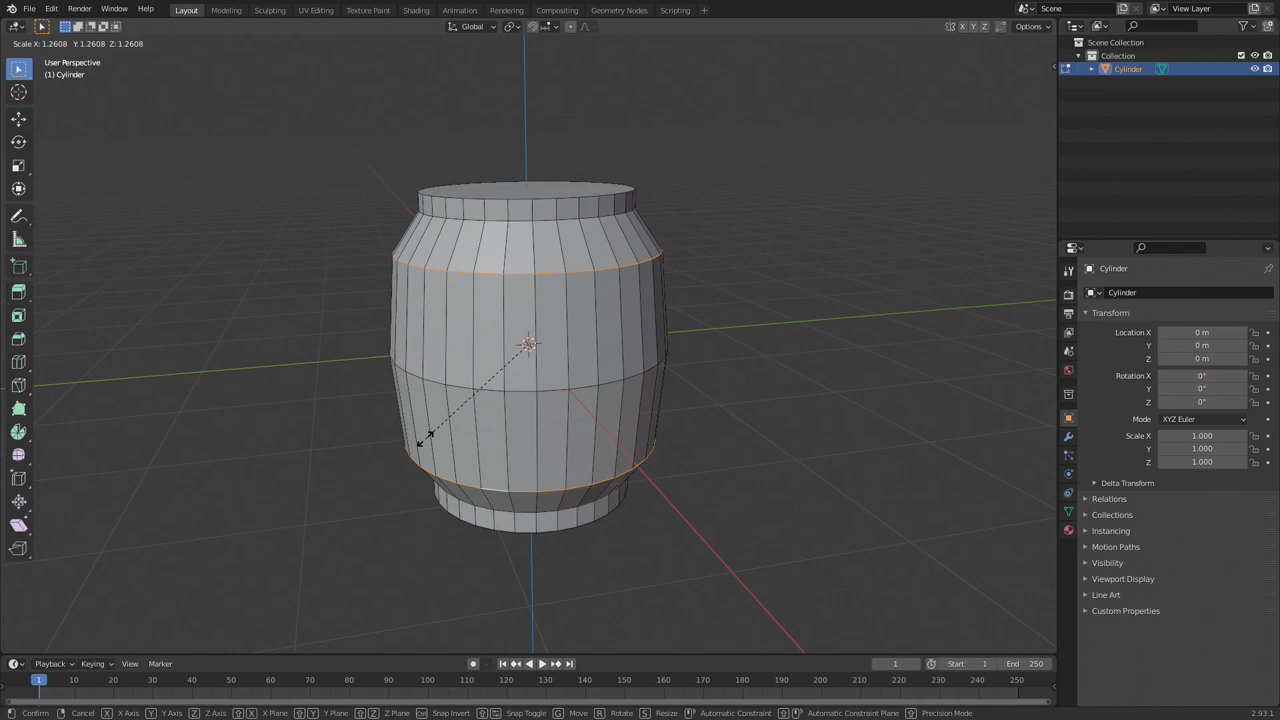 File Edit Render Window Help Layout Modeling Sculpting UV Editing Texture Paint Shading Animation Rendering Compositing Geometry Nodes Scripting + Scene View Layer
Global X Y Z Options
Scale X: 1.2608 Y: 1.2608 Z: 1.2608
User Perspective
(1) Cylinder
Scene Collection
Collection
Cylinder
Cylinder
Cylinder
Transform
Location X 0 m
Y 0 m
Z 0 m
Rotation X 0°
Y 0°
Z 0°
Mode XYZ Euler
Scale X 1.000
Y 1.000
Z 1.000
Delta Transform
Relations
Collections
Instancing
Motion Paths
Visibility
Viewport Display
Line Art
Custom Properties
Playback Keying View Marker 1 Start 1 End 250
1 10 20 30 40 50 60 70 80 90 100 110 120 130 140 150 160 170 180 190 200 210 220 230 240 250
Confirm Cancel X X Axis Y Y Axis Z Z Axis X X Plane Y Y Plane Z Z Plane Ctrl Snap Invert Snap Toggle G Move R Rotate S Resize Automatic Constraint Automatic Constraint Plane Precision Mode 2.93.1